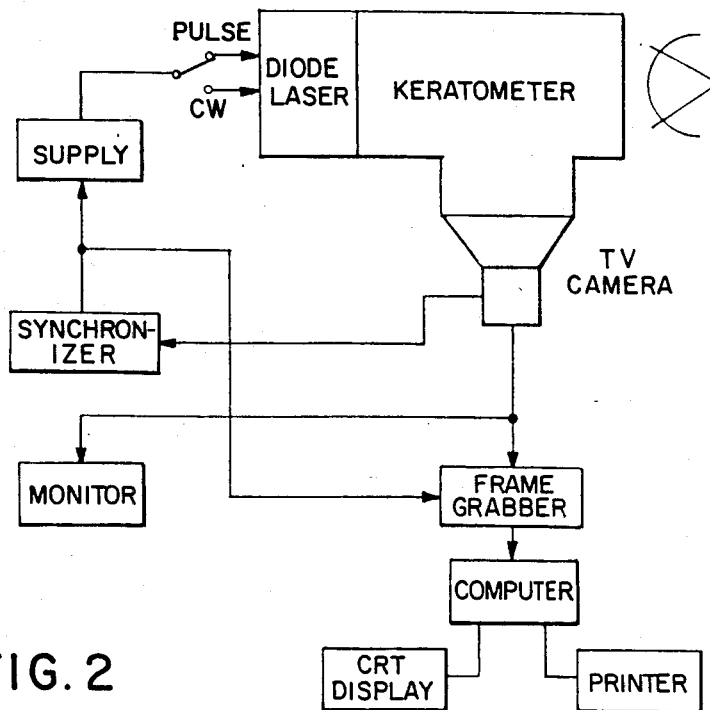 PULSE
DIODE
LASER
KERATOMETER
CW
SUPPLY
TV
CAMERA
SYNCHRON-
IZER
MONITOR
FRAME
GRABBER
COMPUTER
CRT
DISPLAY
PRINTER
IG. 2